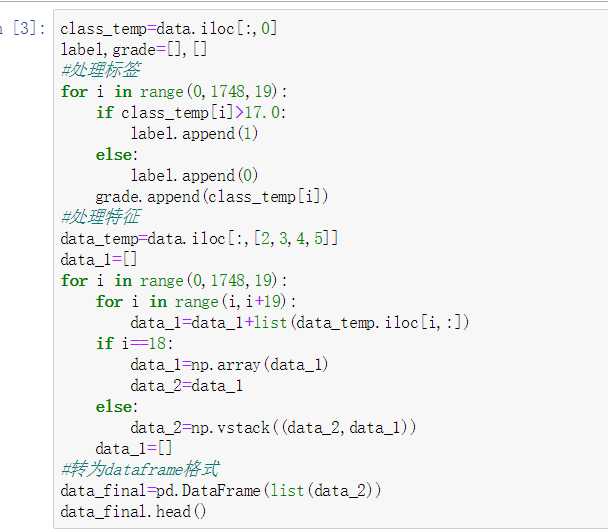 [3]:
class_temp=data.iloc[:,0]
label,grade=[],[]
#处理标签
for i in range(0,1748,19):
    if class_temp[i]>17.0:
        label.append(1)
    else:
        label.append(0)
    grade.append(class_temp[i])
#处理特征
data_temp=data.iloc[:,[2,3,4,5]]
data_1=[]
for i in range(0,1748,19):
    for i in range(i,i+19):
        data_1=data_1+list(data_temp.iloc[i,:])
    if i==18:
        data_1=np.array(data_1)
        data_2=data_1
    else:
        data_2=np.vstack((data_2,data_1))
    data_1=[]
#转为dataframe格式
data_final=pd.DataFrame(list(data_2))
data_final.head()